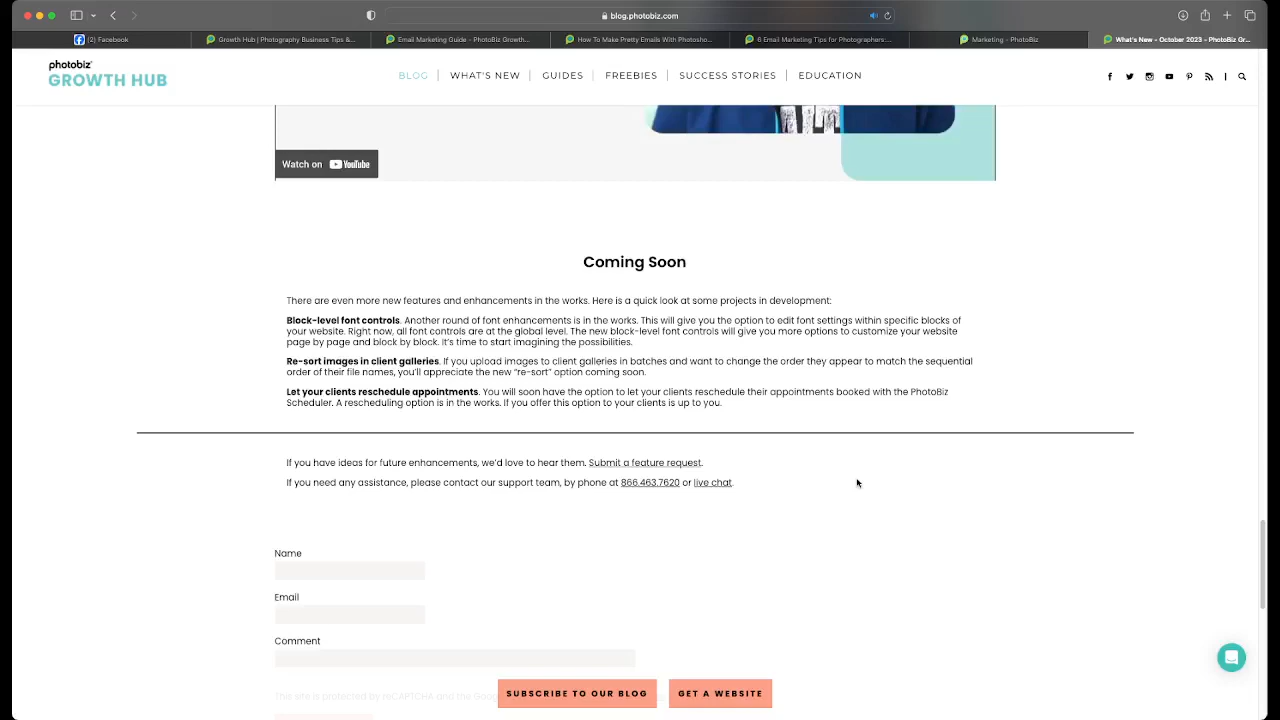 blog.photobiz.com
(2) Facebook
Growth Hub | Photography Business Tips &...
Email Marketing Guide - PhotoBiz Growth...
How To Make Pretty Emails With Photosho...
6 Email Marketing Tips for Photographers:...
Marketing - PhotoBiz
What's New - October 2023 - PhotoBiz Gr...
photobiz
GROWTH HUB
BLOG | WHAT'S NEW | GUIDES | FREEBIES | SUCCESS STORIES | EDUCATION
Watch on YouTube
Coming Soon
There are even more new features and enhancements in the works. Here is a quick look at some projects in development:
Block-level font controls. Another round of font enhancements is in the works. This will give you the option to edit font settings within specific blocks of
your website. Right now, all font controls are at the global level. The new block-level font controls will give you more options to customize your website
page by page and block by block. It's time to start imagining the possibilities.
Re-sort images in client galleries. If you upload images to client galleries in batches and want to change the order they appear to match the sequential
order of their file names, you'll appreciate the new "re-sort" option coming soon.
Let your clients reschedule appointments. You will soon have the option to let your clients reschedule their appointments booked with the PhotoBiz
Scheduler. A rescheduling option is in the works. If you offer this option to your clients is up to you.
If you have ideas for future enhancements, we'd love to hear them. Submit a feature request.
If you need any assistance, please contact our support team, by phone at 866.463.7620 or live chat.
Name
Email
Comment
This site is protected by reCAPTCHA and the Goog
SUBSCRIBE TO OUR BLOG
GET A WEBSITE